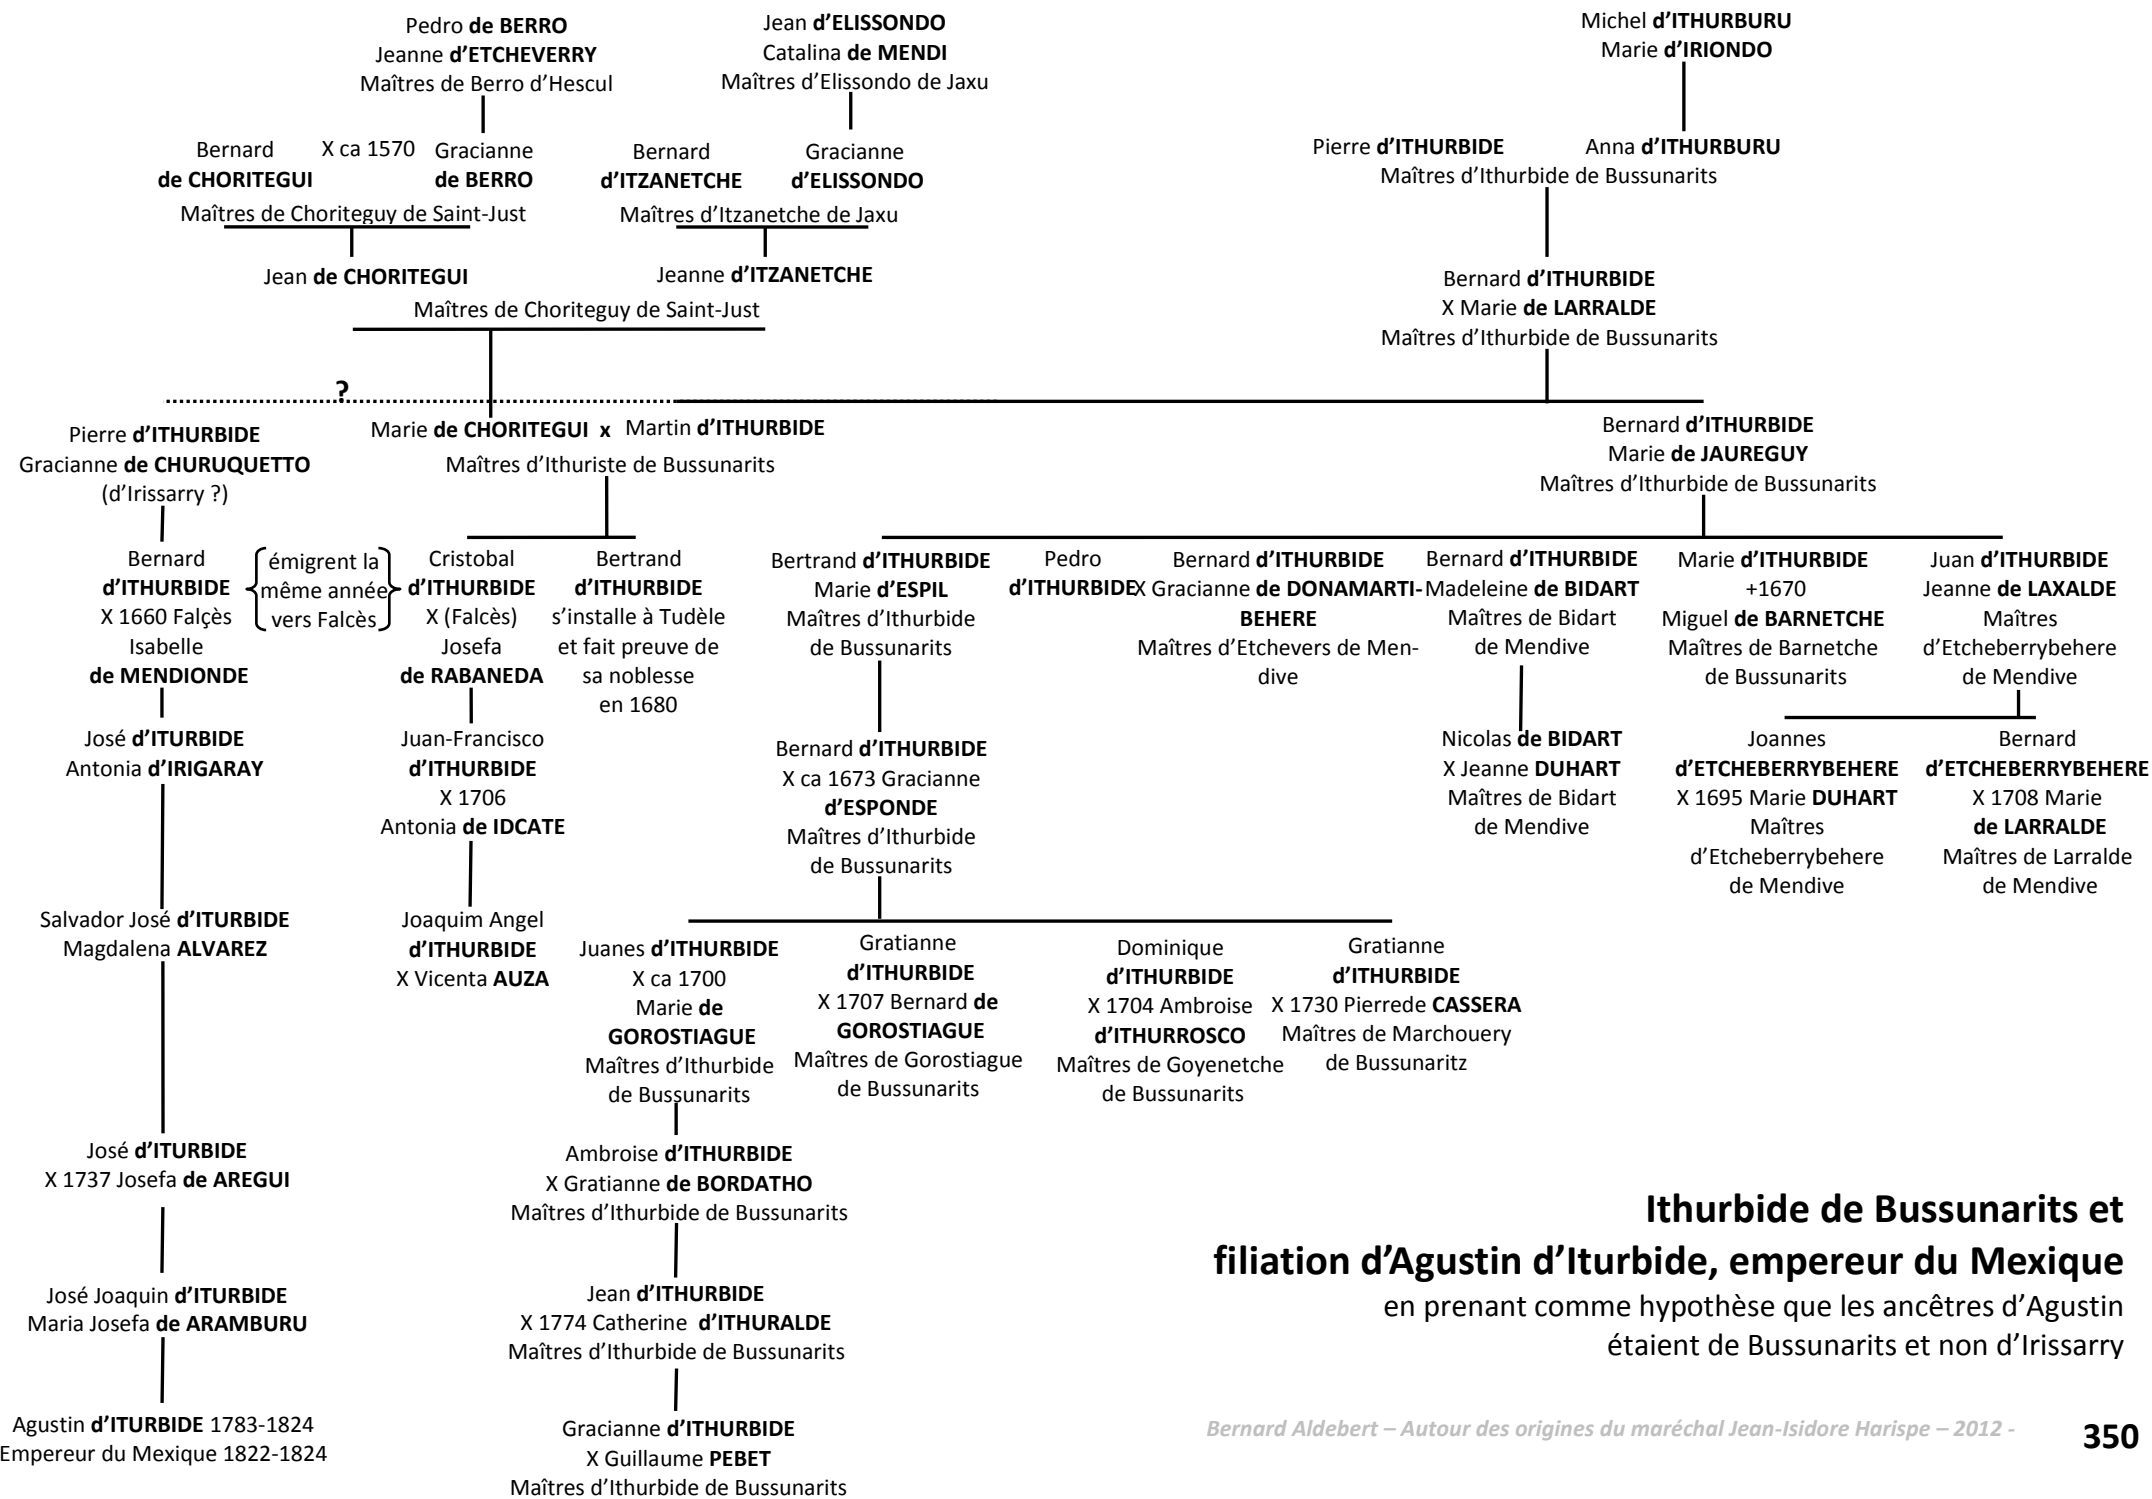 Pedro de BERRO
Jeanne d'ETCHEVERRY
Maîtres de Berro d'Hescul
Jean d'ELISSONDO
Catalina de MENDI
Maîtres d'Elissondo de Jaxu
Michel d'ITHURBURU
Marie d'IRIONDO
Bernard
de CHORITEGUI
X ca 1570
Gracianne
de BERRO
Maîtres de Choriteguy de Saint-Just
Bernard
d'ITZANETCHE
Gracianne
d'ELISSONDO
Maîtres d'Itzanetche de Jaxu
Pierre d'ITHURBIDE
Anna d'ITHURBURU
Maîtres d'Ithurbide de Bussunarits
Jean de CHORITEGUI
Jeanne d'ITZANETCHE
Maîtres de Choriteguy de Saint-Just
Bernard d'ITHURBIDE
X Marie de LARRALDE
Maîtres d'Ithurbide de Bussunarits
?
Pierre d'ITHURBIDE
Gracianne de CHURUQUETTO
(d'Irissarry ?)
Marie de CHORITEGUI x Martin d'ITHURBIDE
Maîtres d'Ithuriste de Bussunarits
Bernard d'ITHURBIDE
Marie de JAUREGUY
Maîtres d'Ithurbide de Bussunarits
Bernard
d'ITHURBIDE
X 1660 Falçès
Isabelle
de MENDIONDE
émigrent la
même année
vers Falcès
Cristobal
d'ITHURBIDE
X (Falcès)
Josefa
de RABANEDA
Bertrand
d'ITHURBIDE
s'installe à Tudèle
et fait preuve de
sa noblesse
en 1680
Bertrand d'ITHURBIDE
Marie d'ESPIL
Maîtres d'Ithurbide
de Bussunarits
Pedro
d'ITHURBIDE
Bernard d'ITHURBIDE
X Gracianne de DONAMARTI-
BEHERE
Maîtres d'Etchevers de Men-
dive
Bernard d'ITHURBIDE
Madeleine de BIDART
Maîtres de Bidart
de Mendive
Marie d'ITHURBIDE
+1670
Miguel de BARNETCHE
Maîtres de Barnetche
de Bussunarits
Juan d'ITHURBIDE
Jeanne de LAXALDE
Maîtres
d'Etcheberrybehere
de Mendive
José d'ITURBIDE
Antonia d'IRIGARAY
Juan-Francisco
d'ITHURBIDE
X 1706
Antonia de IDCATE
Bernard d'ITHURBIDE
X ca 1673 Gracianne
d'ESPONDE
Maîtres d'Ithurbide
de Bussunarits
Nicolas de BIDART
X Jeanne DUHART
Maîtres de Bidart
de Mendive
Joannes
d'ETCHEBERRYBEHERE
X 1695 Marie DUHART
Maîtres
d'Etcheberrybehere
de Mendive
Bernard
d'ETCHEBERRYBEHERE
X 1708 Marie
de LARRALDE
Maîtres de Larralde
de Mendive
Salvador José d'ITURBIDE
Magdalena ALVAREZ
Joaquim Angel
d'ITHURBIDE
X Vicenta AUZA
Juanes d'ITHURBIDE
X ca 1700
Marie de
GOROSTIAGUE
Maîtres d'Ithurbide
de Bussunarits
Gratianne
d'ITHURBIDE
X 1707 Bernard de
GOROSTIAGUE
Maîtres de Gorostiague
de Bussunarits
Dominique
d'ITHURBIDE
X 1704 Ambroise
d'ITHURROSCO
Maîtres de Goyenetche
de Bussunarits
Gratianne
d'ITHURBIDE
X 1730 Pierrede CASSERA
Maîtres de Marchouery
de Bussunaritz
José d'ITURBIDE
X 1737 Josefa de AREGUI
Ambroise d'ITHURBIDE
X Gratianne de BORDATHO
Maîtres d'Ithurbide de Bussunarits
José Joaquin d'ITURBIDE
Maria Josefa de ARAMBURU
Jean d'ITHURBIDE
X 1774 Catherine d'ITHURALDE
Maîtres d'Ithurbide de Bussunarits
Agustin d'ITURBIDE 1783-1824
Empereur du Mexique 1822-1824
Gracianne d'ITHURBIDE
X Guillaume PEBET
Maîtres d'Ithurbide de Bussunarits
Ithurbide de Bussunarits et
filiation d'Agustin d'Iturbide, empereur du Mexique
en prenant comme hypothèse que les ancêtres d'Agustin
étaient de Bussunarits et non d'Irissarry
Bernard Aldebert – Autour des origines du maréchal Jean-Isidore Harispe – 2012 -
350